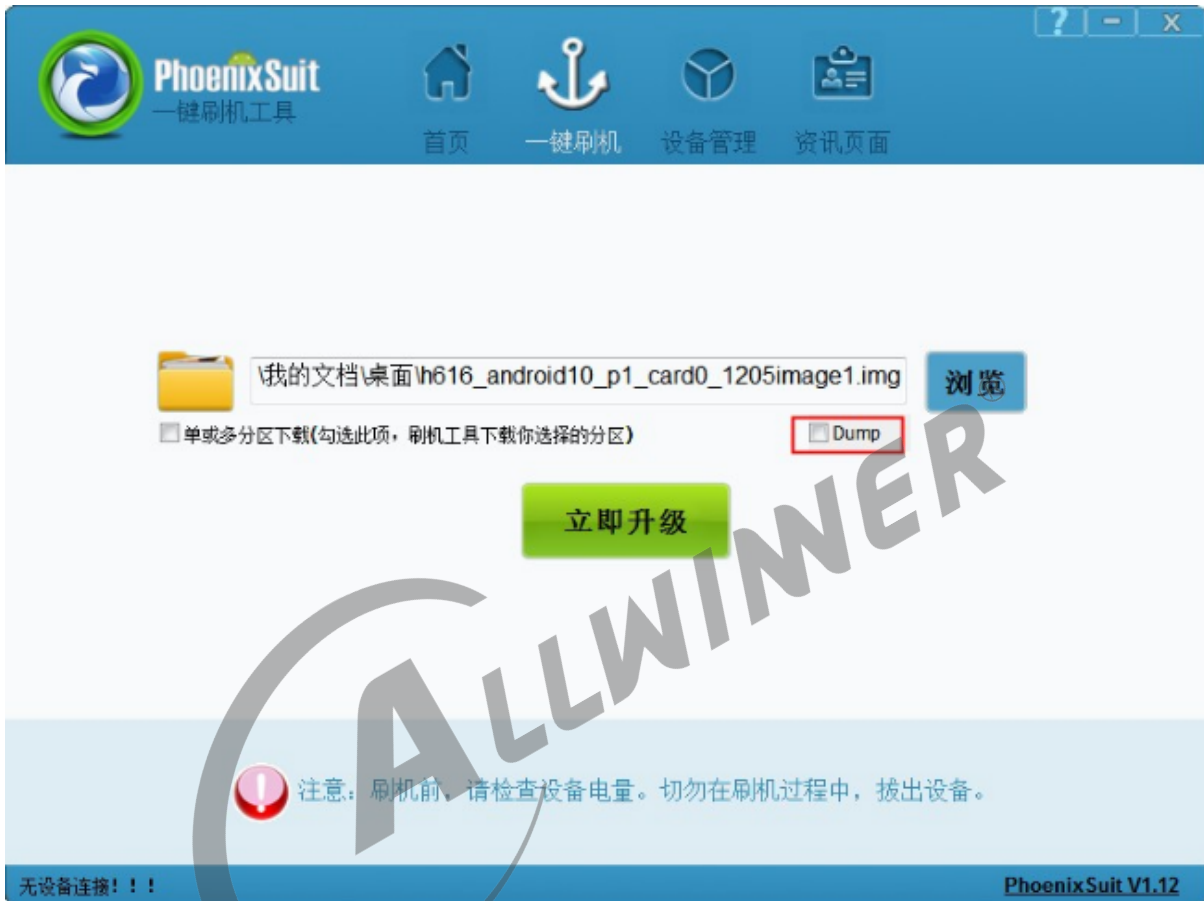 ? - X
PhoenixSuit
一键刷机工具
首页 一键刷机 设备管理 资讯页面
\我的文档\桌面\h616_android10_p1_card0_1205image1.img 浏览
单或多分区下载(勾选此项，刷机工具下载你选择的分区) Dump
立即升级
ALLWINNER®
注意：刷机前，请检查设备电量。切勿在刷机过程中，拔出设备。
无设备连接！！！ PhoenixSuit V1.12